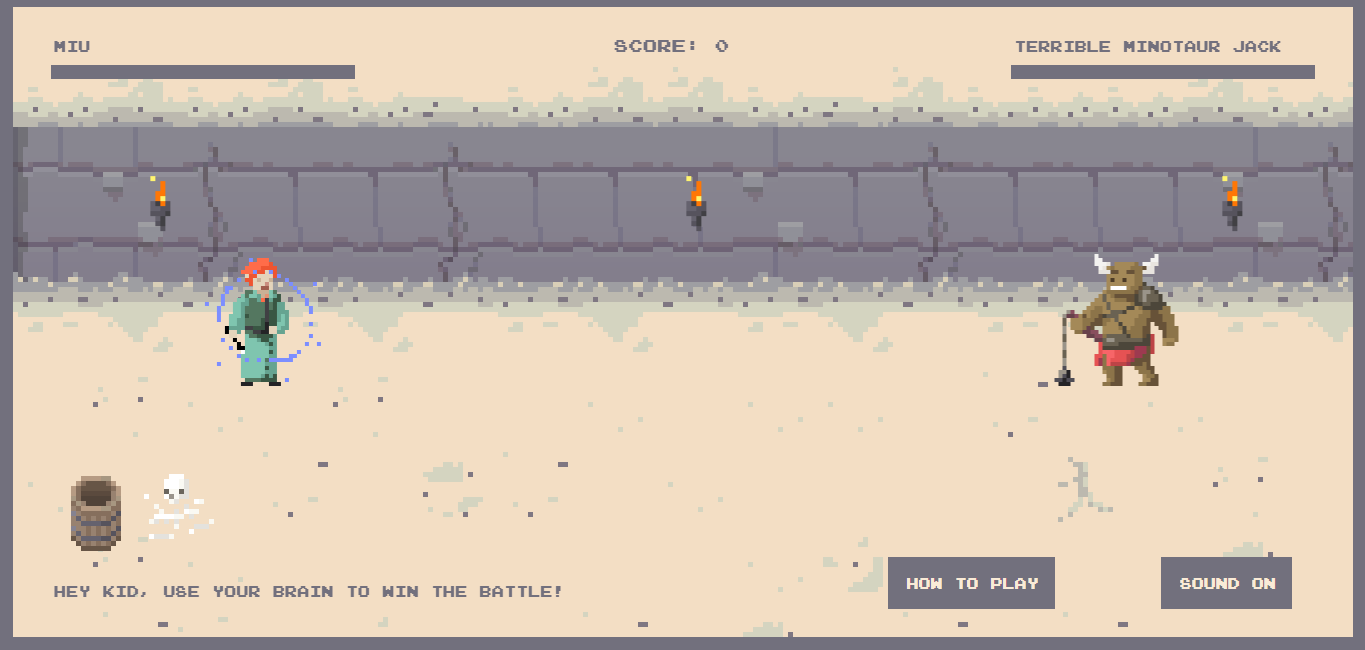 MIU
SCORE: 0
TERRIBLE MINOTAUR JACK
HEY KID, USE YOUR BRAIN TO WIN THE BATTLE!
HOW TO PLAY
SOUND ON